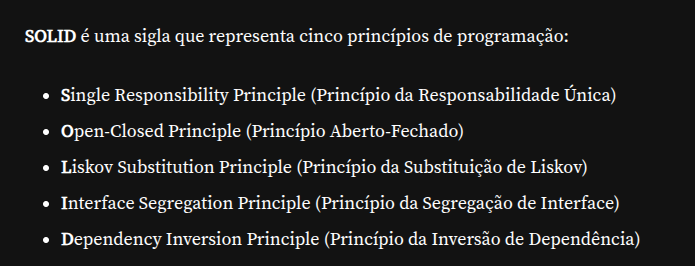 SOLID é uma sigla que representa cinco princípios de programação:
• Single Responsibility Principle (Princípio da Responsabilidade Única)
• Open-Closed Principle (Princípio Aberto-Fechado)
• Liskov Substitution Principle (Princípio da Substituição de Liskov)
• Interface Segregation Principle (Princípio da Segregação de Interface)
• Dependency Inversion Principle (Princípio da Inversão de Dependência)